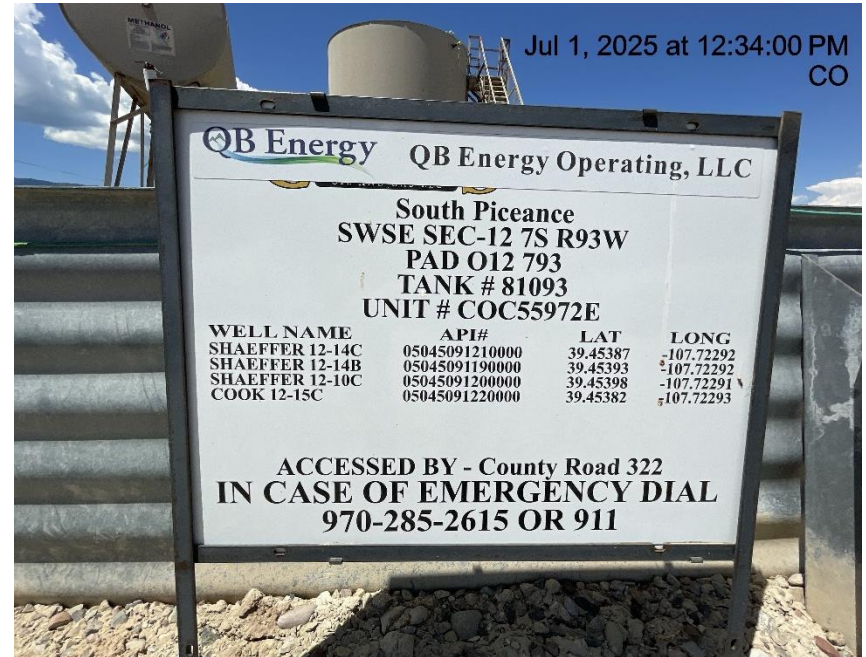 METHANOL
Jul 1, 2025 at 12:34:00 PM
CO
QB Energy QB Energy Operating, LLC
South Piceance
SWSE SEC-12 7S R93W
PAD O12 793
TANK # 81093
UNIT # COC55972E
WELL NAME API# LAT LONG
SHAEFFER 12-14C 05045091210000 39.45387 -107.72292
SHAEFFER 12-14B 05045091190000 39.45393 -107.72292
SHAEFFER 12-10C 05045091200000 39.45398 -107.72291
COOK 12-15C 05045091220000 39.45382 -107.72293
ACCESSED BY - County Road 322
IN CASE OF EMERGENCY DIAL
970-285-2615 OR 911